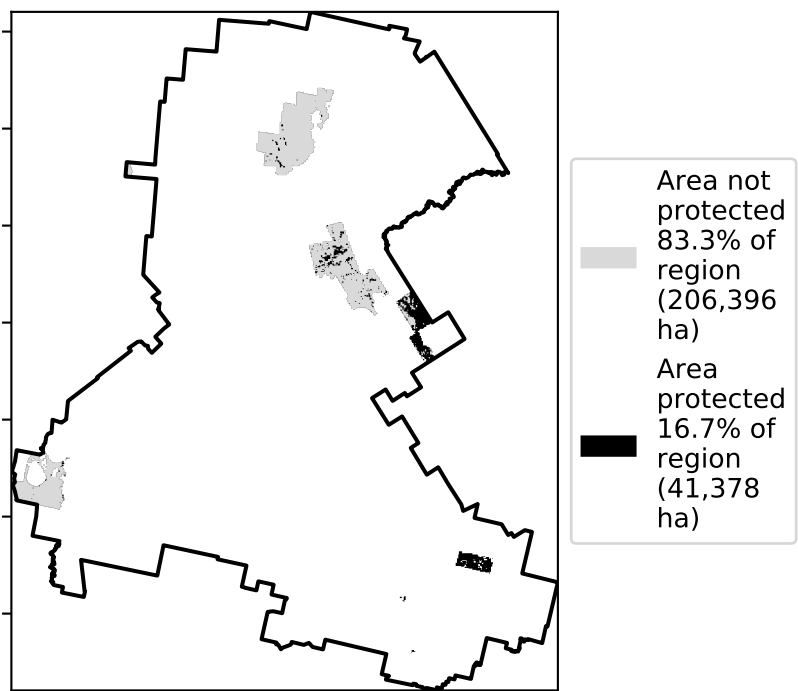 Area not
protected
83.3% of
region
(206,396
ha)
Area
protected
16.7% of
region
(41,378
ha)